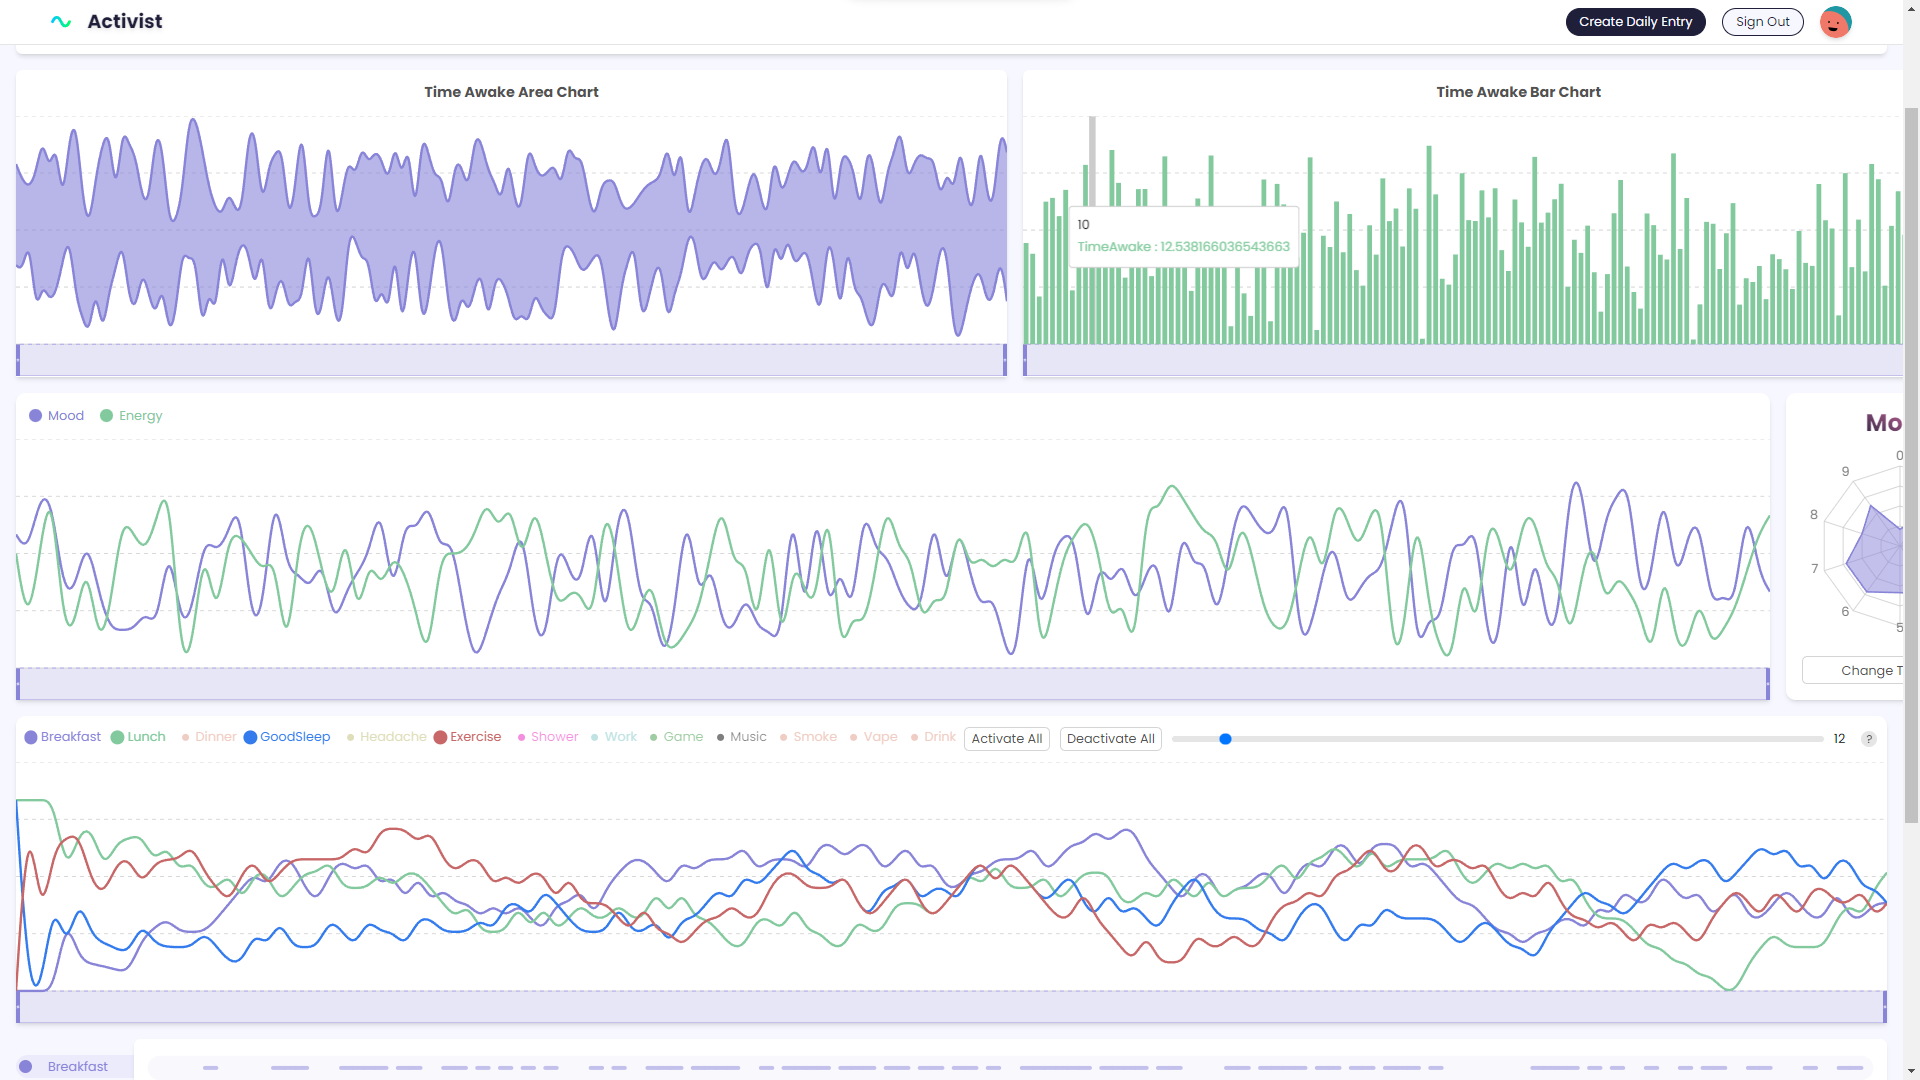 Activist
Create Daily Entry
Sign Out
Time Awake Area Chart
Time Awake Bar Chart
10
TimeAwake : 12.538166036543663
Mood
Energy
Mo
0
9
8
7
6
5
Change T
Breakfast
Lunch
Dinner
GoodSleep
Headache
Exercise
Shower
Work
Game
Music
Smoke
Vape
Drink
Activate All
Deactivate All
12
?
Breakfast